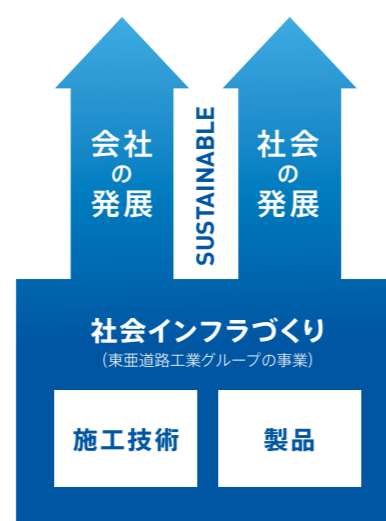 会社
の
発展
SUSTAINABLE
社会
の
発展
社会インフラづくり
(東亜道路工業グループの事業)
施工技術
製品